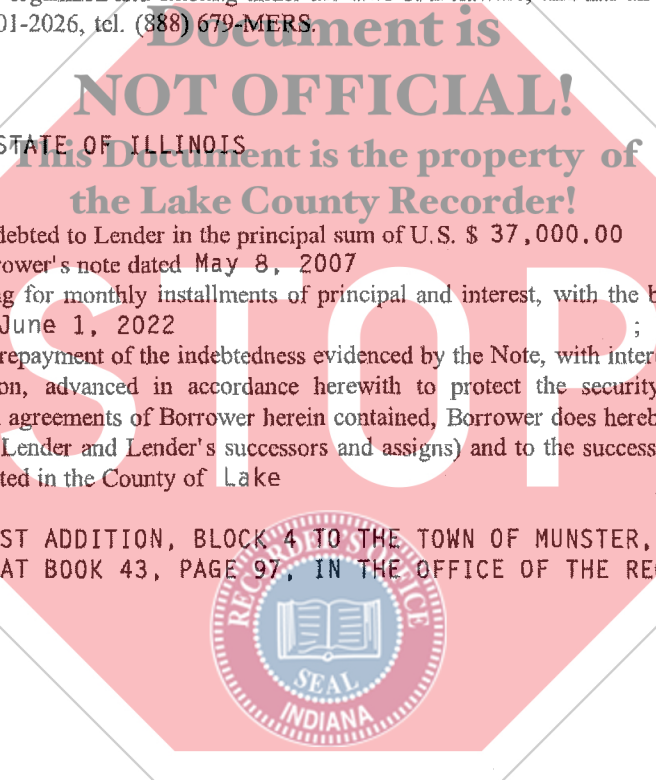 01-2026, tel. (888) 679-MERS.
Document is
NOT OFFICIAL!
STATE OF ILLINOIS
This Document is the property of
the Lake County Recorder!
debted to Lender in the principal sum of U.S. $ 37,000.00
rower's note dated May 8, 2007
g for monthly installments of principal and interest, with the b
June 1, 2022 ;
repayment of the indebtedness evidenced by the Note, with inter
on, advanced in accordance herewith to protect the security
agreements of Borrower herein contained, Borrower does hereb
Lender and Lender's successors and assigns) and to the success
ted in the County of Lake
STOP
ST ADDITION, BLOCK 4 TO THE TOWN OF MUNSTER,
AT BOOK 43, PAGE 97, IN THE OFFICE OF THE RE
SEAL
INDIANA